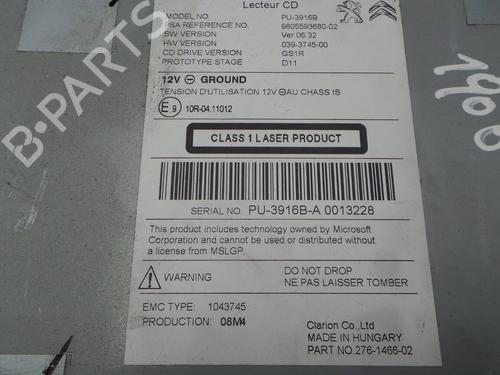 Lecteur CD
MODEL NO. PU-3916B
PSA REFERENCE NO. 9805593680-02
SW VERSION Ver 06.32
HW VERSION 039-3745-00
CD DRIVE VERSION GS1R
PROTOTYPE STAGE D11
12V ⊖ GROUND
TENSION D'UTILISATION 12V GAU CHASS IS
E 9 10R-04.11012
CLASS 1 LASER PRODUCT
SERIAL NO. PU-3916B-A 0013228
This product includes technology owned by Microsoft
Corporation and cannot be used or distributed without
a license from MSLGP.
WARNING
DO NOT DROP
NE PAS LAISSER TOMBER
EMC TYPE: 1043745
PRODUCTION: 08M4
Clarion Co.,Ltd
MADE IN HUNGARY
PART NO.276-1466-02
B-PARTS